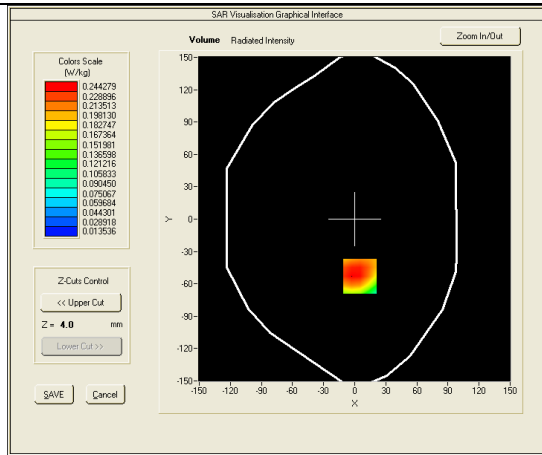 SAR Visualisation Graphical Interface
Volume Radiated Intensity
Zoom In/Out
Colors Scale
(W/kg)
0.244279
0.228896
0.213513
0.198130
0.182747
0.167364
0.151981
0.136598
0.121216
0.105833
0.090450
0.075067
0.059684
0.044301
0.028918
0.013536
Z-Cuts Control
<< Upper Cut
Z = 4.0 mm
Lower Cut >>
SAVE Cancel
150-
120-
90-
60-
30-
Y 0-
-30-
-60-
-90-
-120-
-150-
-150 -120 -90 -60 -30 0 30 60 90 120 150
X